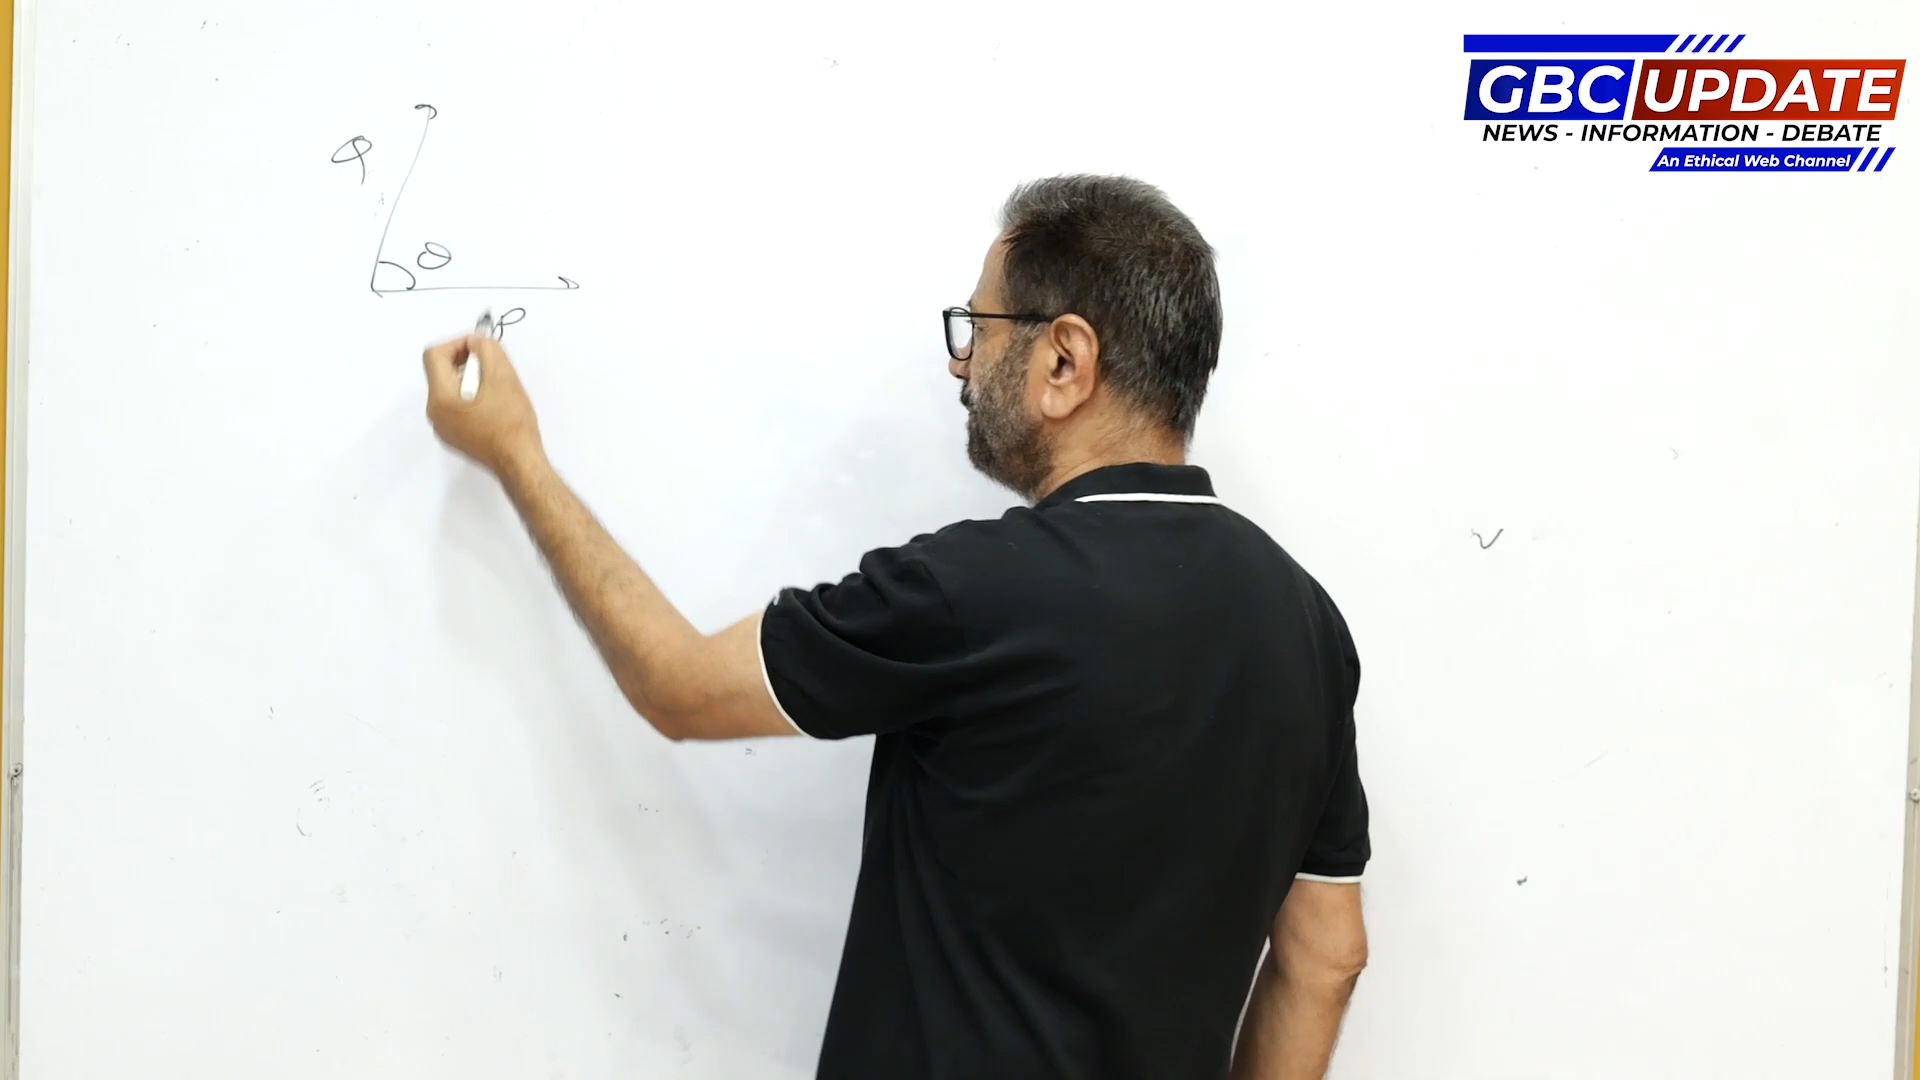 GBC UPDATE
NEWS - INFORMATION - DEBATE
An Ethical Web Channel
Q
θ
P